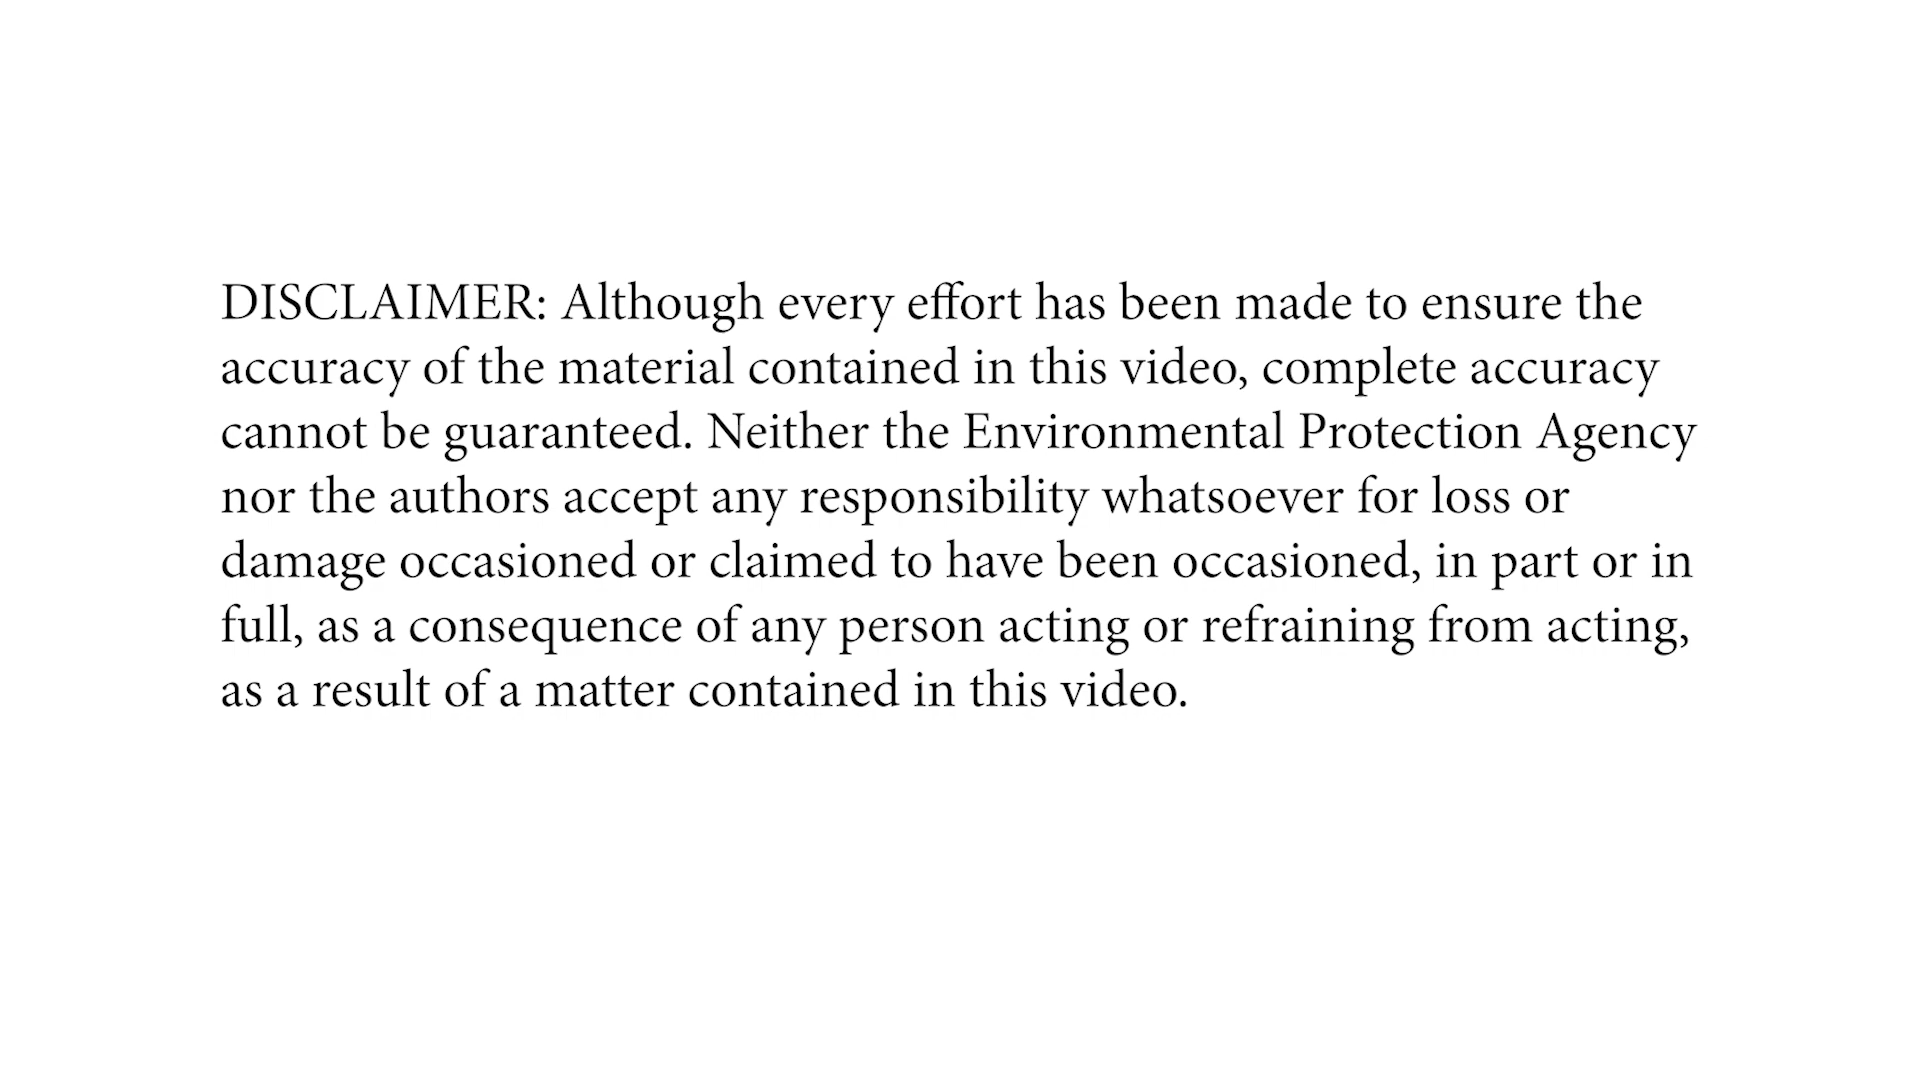 DISCLAIMER: Although every effort has been made to ensure the
accuracy of the material contained in this video, complete accuracy
cannot be guaranteed. Neither the Environmental Protection Agency
nor the authors accept any responsibility whatsoever for loss or
damage occasioned or claimed to have been occasioned, in part or in
full, as a consequence of any person acting or refraining from acting,
as a result of a matter contained in this video.